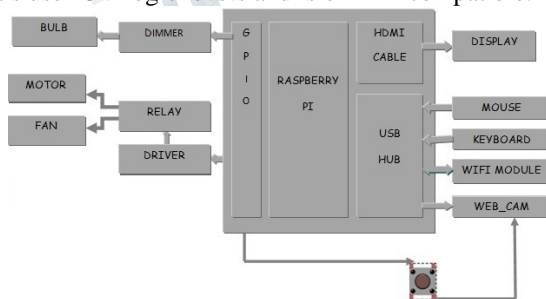 BULB
DIMMER
MOTOR
FAN
RELAY
DRIVER
G
P
I
O
RASPBERRY
PI
HDMI
CABLE
USB
HUB
DISPLAY
MOUSE
KEYBOARD
WIFI MODULE
WEB_CAM